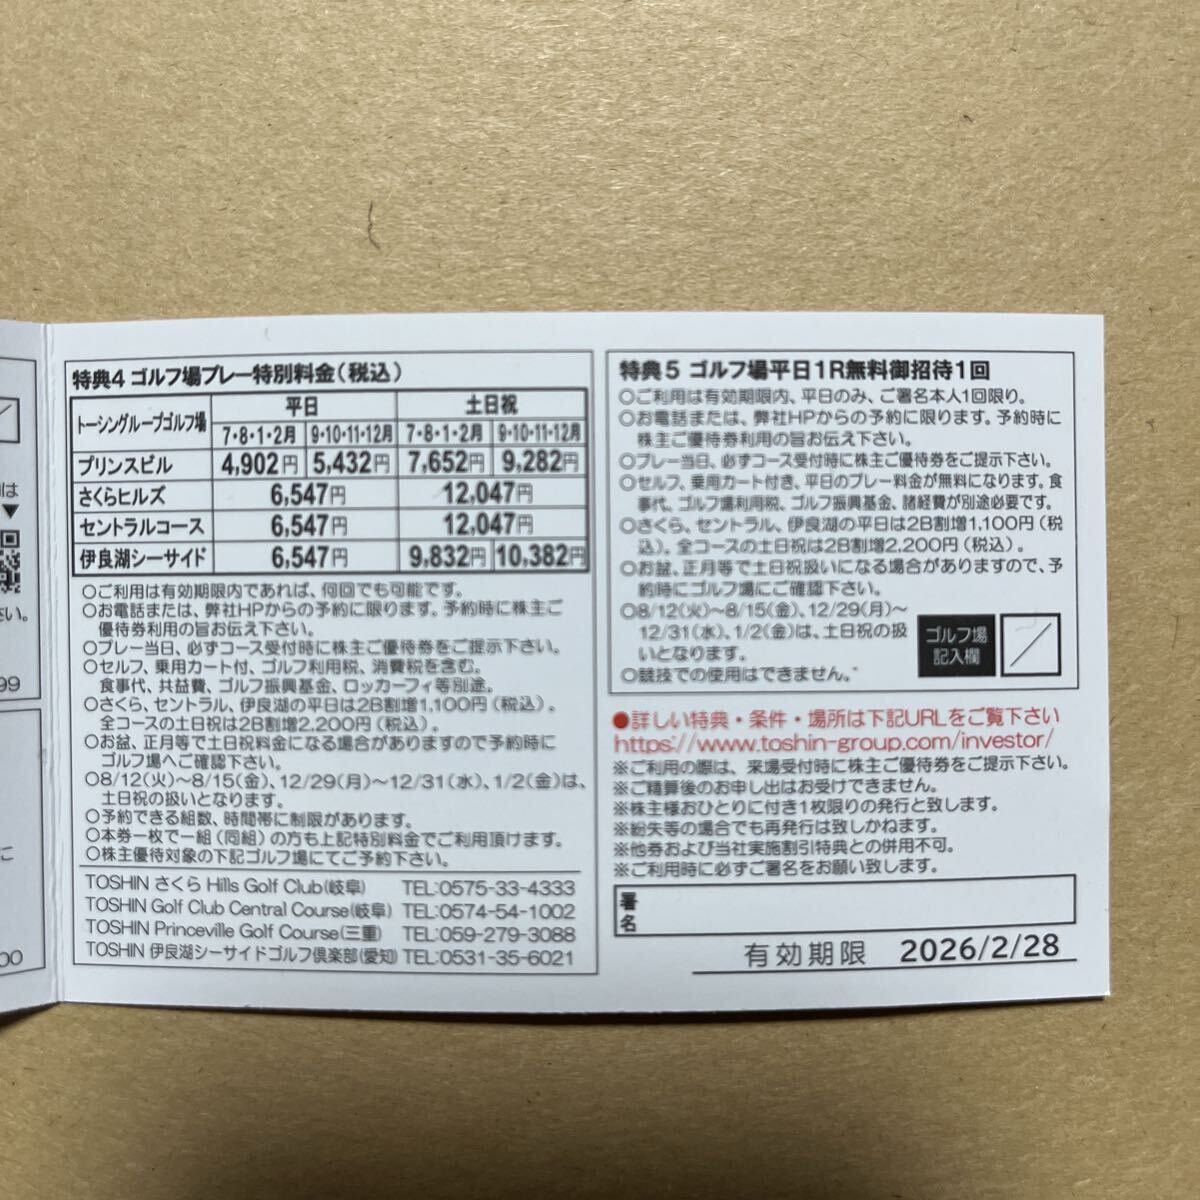 特典4 ゴルフ場プレー特別料金(税込)
トーシングループゴルフ場 平日 土日祝
7・8・1・2月 9・10・11・12月 7・8・1・2月 9・10・11・12月
プリンスビル 4,902円 5,432円 7,652円 9,282円
さくらヒルズ 6,547円 12,047円
セントラルコース 6,547円 12,047円
伊良湖シーサイド 6,547円 9,832円 10,382円
○ご利用は有効期限内であれば、何回でも可能です。
○お電話または、弊社HPからの予約に限ります。予約時に株主ご
優待券利用の旨お伝え下さい。
○プレー当日、必ずコース受付時に株主ご優待券をご提示下さい。
○セルフ、乗用カート付、ゴルフ利用税、消費税を含む。
食事代、共益費、ゴルフ振興基金、ロッカーフィ等別途。
○さくら、セントラル、伊良湖の平日は2B割増1,100円(税込)。
全コースの土日祝は2B割増2,200円(税込)。
○お盆、正月等で土日祝料金になる場合がありますので予約時に
ゴルフ場へご確認下さい。
○8/12(火)~8/15(金)、12/29(月)~12/31(水)、1/2(金)は、
土日祝の扱いとなります。
○予約できる組数、時間帯に制限があります。
○本券一枚で一組(同組)の方も上記特別料金でご利用頂けます。
○株主優待対象の下記ゴルフ場にてご予約下さい。
TOSHIN さくら Hills Golf Club(岐阜) TEL:0575-33-4333
TOSHIN Golf Club Central Course(岐阜) TEL:0574-54-1002
TOSHIN Princeville Golf Course(三重) TEL:059-279-3088
TOSHIN 伊良湖シーサイドゴルフ倶楽部(愛知) TEL:0531-35-6021
特典5 ゴルフ場平日1R無料御招待1回
○ご利用は有効期限内、平日のみ、ご署名本人1回限り。
○お電話または、弊社HPからの予約に限ります。予約時に
株主ご優待券利用の旨お伝え下さい。
○プレー当日、必ずコース受付時に株主ご優待券をご提示下さい。
○セルフ、乗用カート付き、平日のプレー料金が無料になります。食
事代、ゴルフ場利用税、ゴルフ振興基金、諸経費が別途必要です。
○さくら、セントラル、伊良湖の平日は2B割増1,100円(税
込)。全コースの土日祝は2B割増2,200円(税込)。
○お盆、正月等で土日祝扱いになる場合がありますので、予
約時にゴルフ場にご確認下さい。
○8/12(火)~8/15(金)、12/29(月)~
12/31(水)、1/2(金)は、土日祝の扱
いとなります。
○競技での使用はできません。
ゴルフ場
記入欄
●詳しい特典・条件・場所は下記URLをご覧下さい
https://www.toshin-group.com/investor/
※ご利用の際は、来場受付時に株主ご優待券をご提示下さい。
※ご精算後のお申し出はお受けできません。
※株主様おひとりに付き1枚限りの発行と致します。
※紛失等の場合でも再発行は致しかねます。
※他券および当社実施割引特典との併用不可。
※ご利用時に必ずご署名をお願い致します。
署名
有効期限 2026/2/28
は
▼
さい。
99
に
00